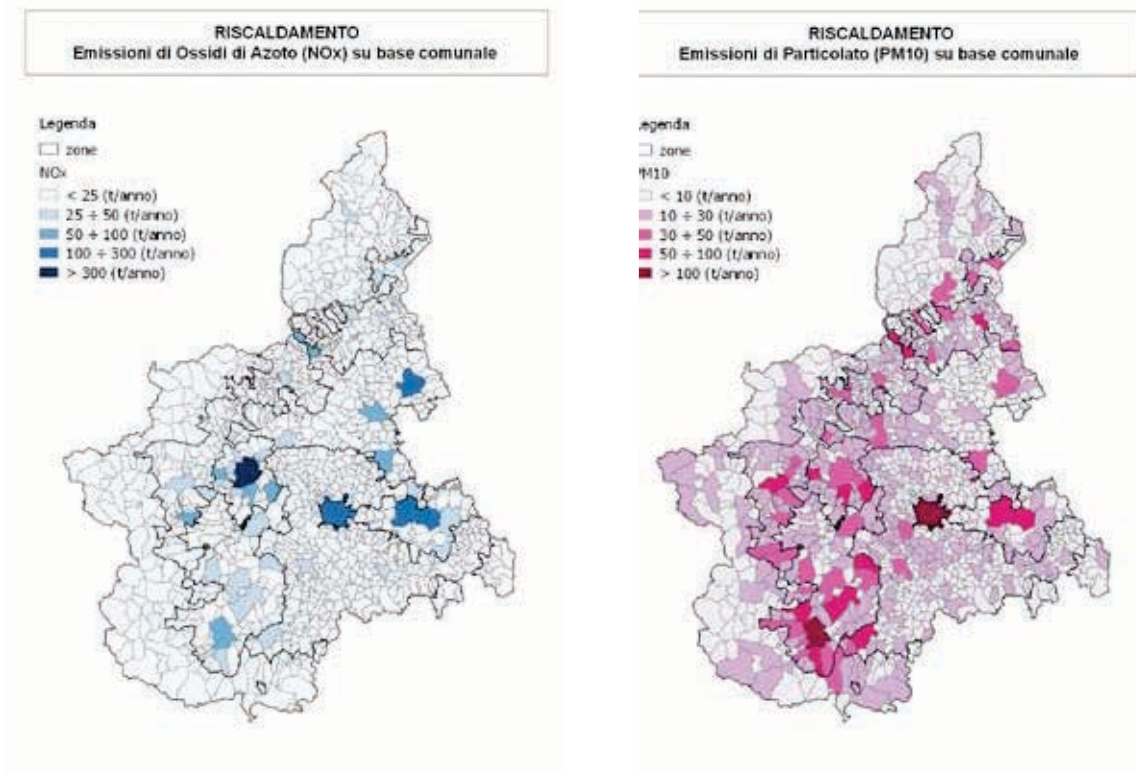 RISCALDAMENTO
Emissioni di Ossidi di Azoto (NOx) su base comunale
Legenda
zone
NOx
< 25 (t/anno)
25 ÷ 50 (t/anno)
50 ÷ 100 (t/anno)
100 ÷ 300 (t/anno)
> 300 (t/anno)
RISCALDAMENTO
Emissioni di Particolato (PM10) su base comunale
egenda
zone
PM10
< 10 (t/anno)
10 ÷ 30 (t/anno)
30 ÷ 50 (t/anno)
50 ÷ 100 (t/anno)
> 100 (t/anno)